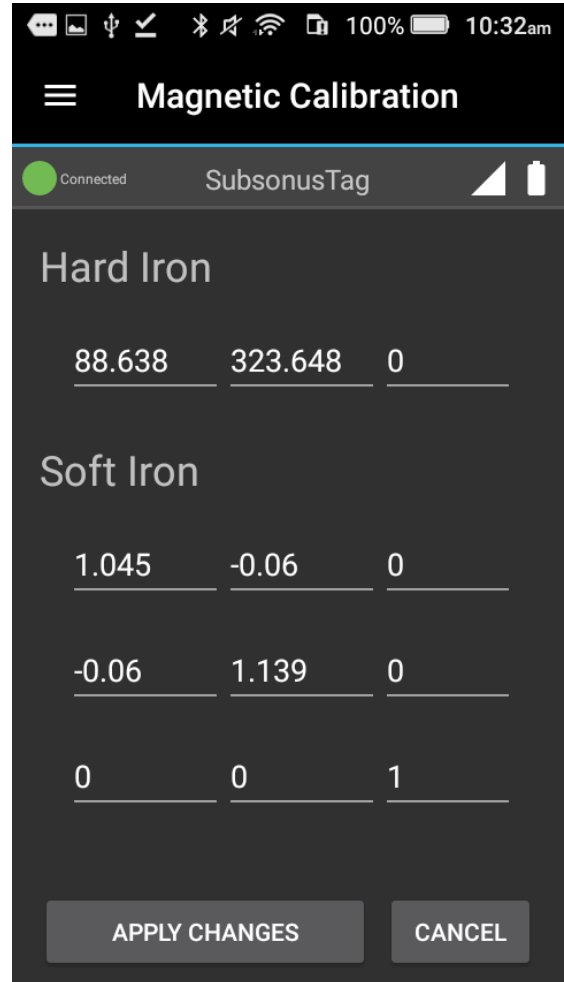 100% 10:32am
Magnetic Calibration
Connected SubsonusTag
Hard Iron
88.638 323.648 0
Soft Iron
1.045 -0.06 0
-0.06 1.139 0
0 0 1
APPLY CHANGES CANCEL